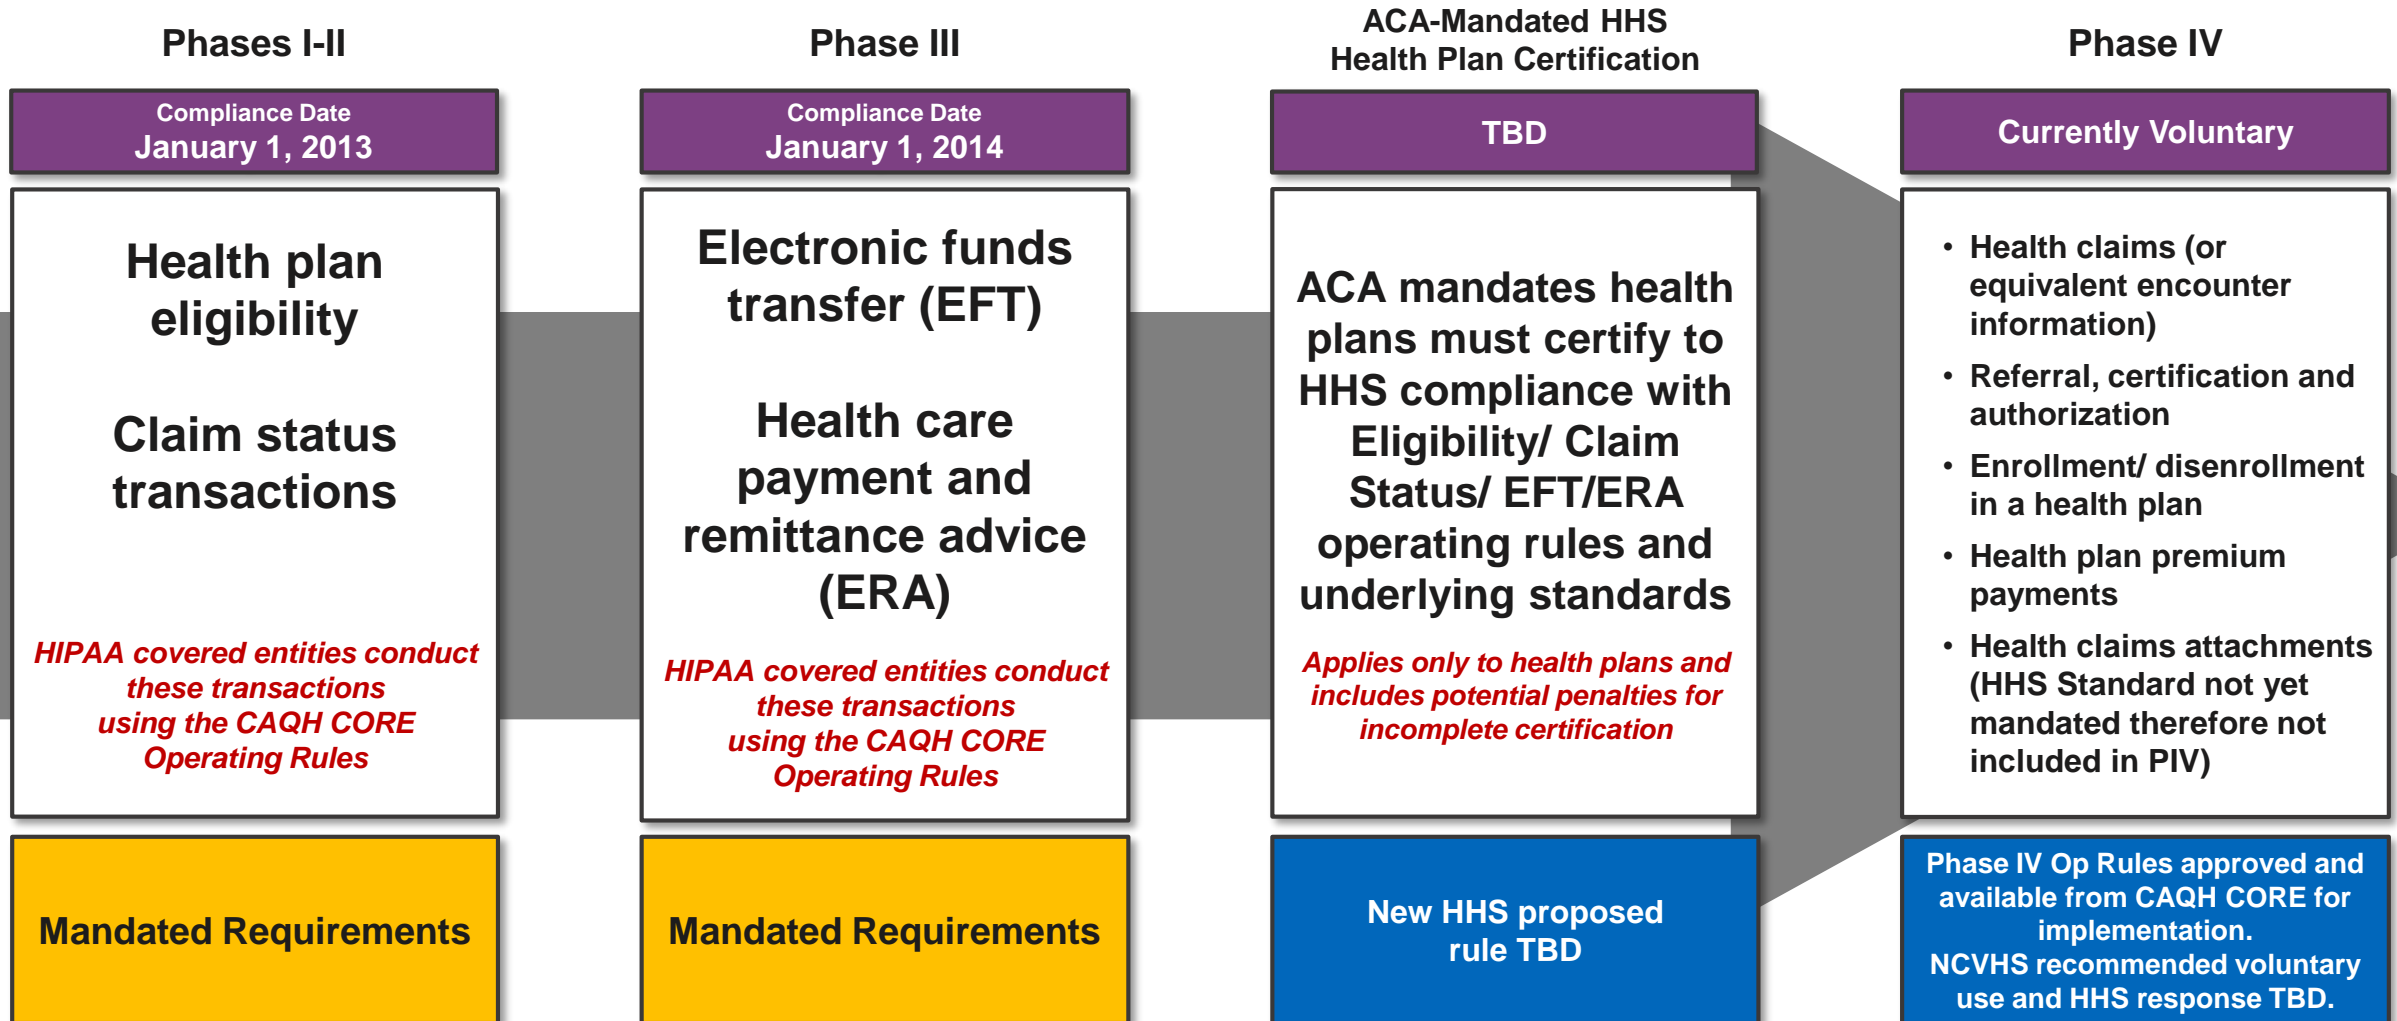 Phases I-II
Compliance Date
January 1, 2013
Health plan
eligibility
Claim status
transactions
HIPAA covered entities conduct
these transactions
using the CAQH CORE
Operating Rules
Mandated Requirements
Phase III
Compliance Date
January 1, 2014
Electronic funds
transfer (EFT)
Health care
payment and
remittance advice
(ERA)
HIPAA covered entities conduct
these transactions
using the CAQH CORE
Operating Rules
Mandated Requirements
ACA-Mandated HHS
Health Plan Certification
TBD
ACA mandates health
plans must certify to
HHS compliance with
Eligibility/ Claim
Status/ EFT/ERA
operating rules and
underlying standards
Applies only to health plans and
includes potential penalties for
incomplete certification
New HHS proposed
rule TBD
Phase IV
Currently Voluntary
• Health claims (or
equivalent encounter
information)
• Referral, certification and
authorization
• Enrollment/ disenrollment
in a health plan
• Health plan premium
payments
• Health claims attachments
(HHS Standard not yet
mandated therefore not
included in PIV)
Phase IV Op Rules approved and
available from CAQH CORE for
implementation.
NCVHS recommended voluntary
use and HHS response TBD.